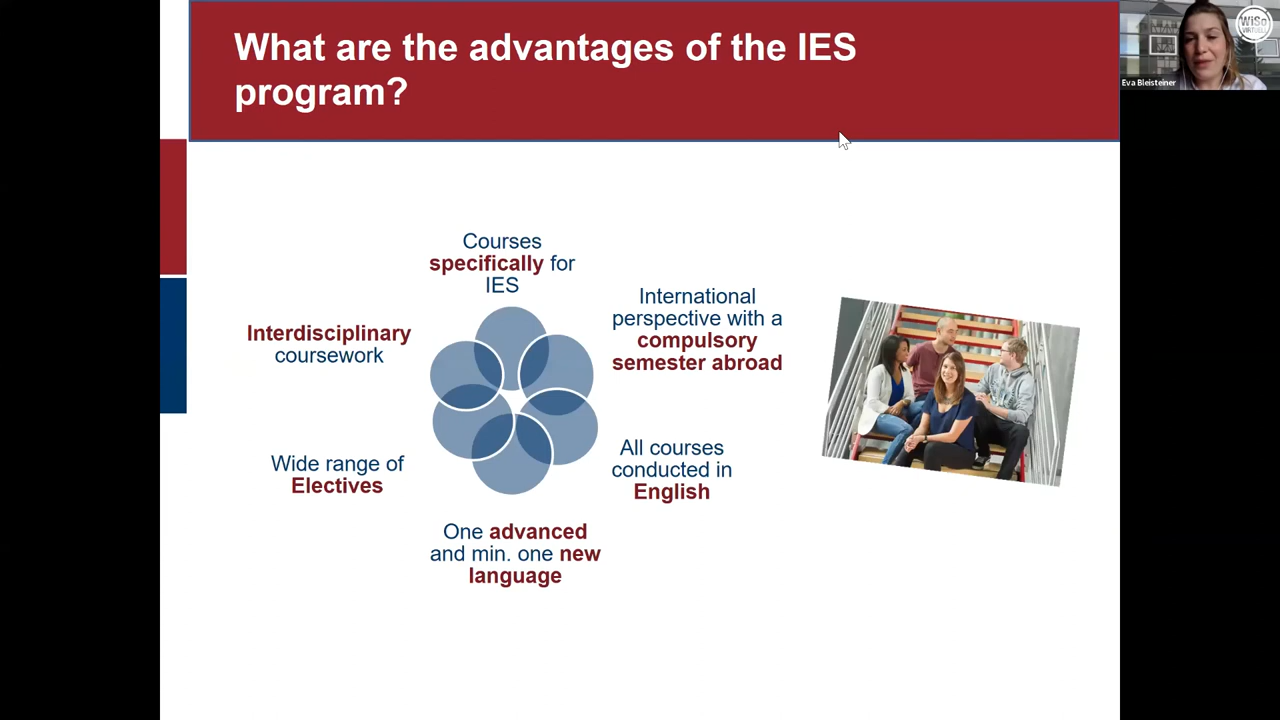 What are the advantages of the IES
program?
WiSo
VIRTUELL
Eva Bleisteiner
Courses
specifically for
IES
International
perspective with a
compulsory
semester abroad
All courses
conducted in
English
One advanced
and min. one new
language
Wide range of
Electives
Interdisciplinary
coursework